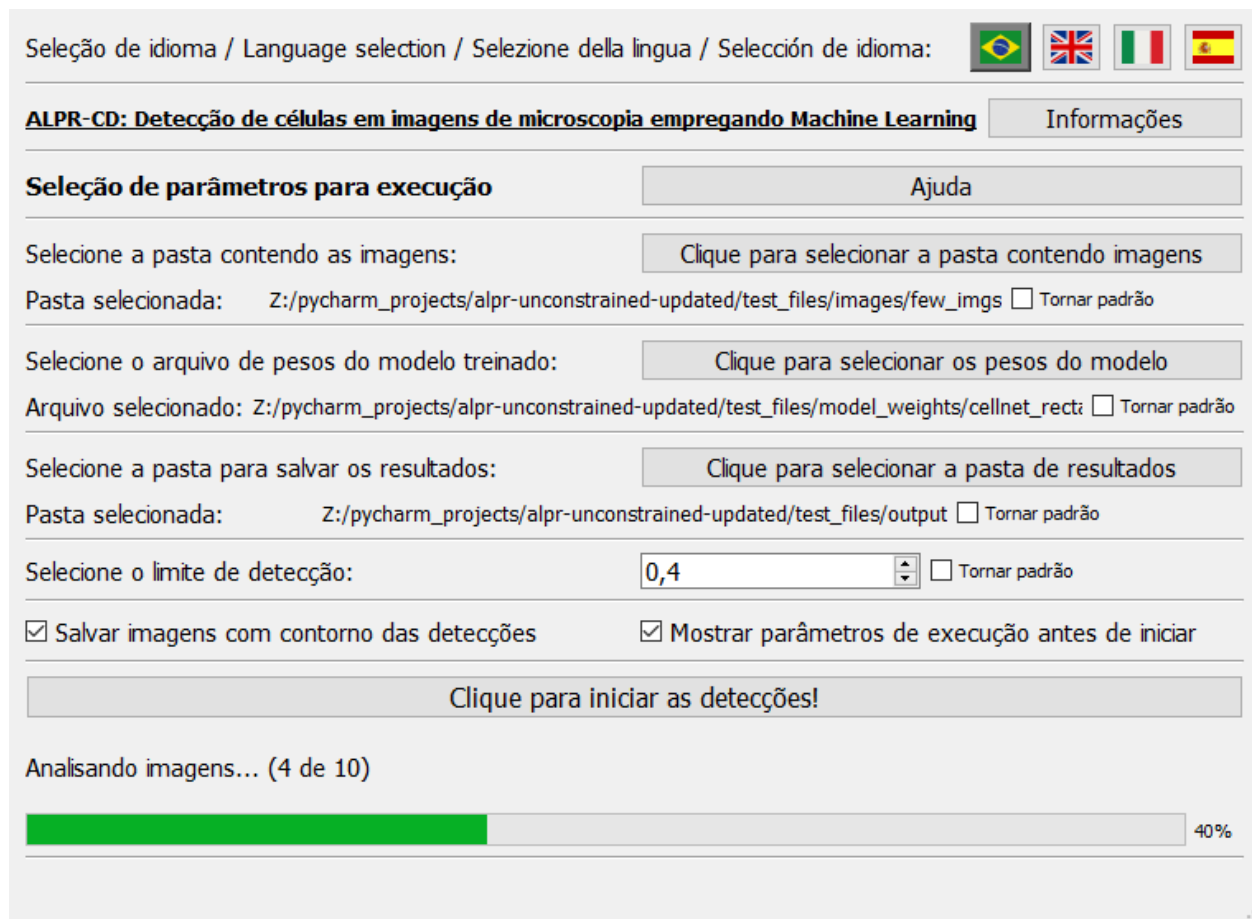 Seleção de idioma / Language selection / Selezione della lingua / Selección de idioma:
ALPR-CD: Detecção de células em imagens de microscopia empregando Machine Learning Informações
Seleção de parâmetros para execução Ajuda
Selecione a pasta contendo as imagens: Clique para selecionar a pasta contendo imagens
Pasta selecionada: Z:/pycharm_projects/alpr-unconstrained-updated/test_files/images/few_imgs Tornar padrão
Selecione o arquivo de pesos do modelo treinado: Clique para selecionar os pesos do modelo
Arquivo selecionado: Z:/pycharm_projects/alpr-unconstrained-updated/test_files/model_weights/cellnet_recta Tornar padrão
Selecione a pasta para salvar os resultados: Clique para selecionar a pasta de resultados
Pasta selecionada: Z:/pycharm_projects/alpr-unconstrained-updated/test_files/output Tornar padrão
Selecione o limite de detecção: 0,4 Tornar padrão
Salvar imagens com contorno das detecções Mostrar parâmetros de execução antes de iniciar
Clique para iniciar as detecções!
Analisando imagens... (4 de 10)
40%